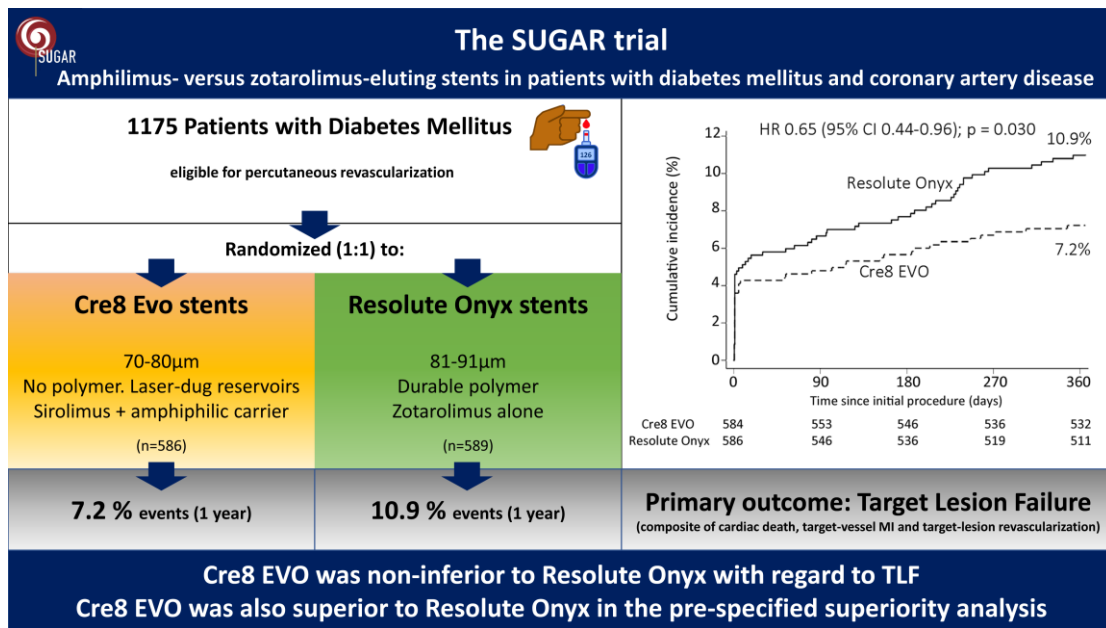 SUGAR
The SUGAR trial
Amphilimus- versus zotarolimus-eluting stents in patients with diabetes mellitus and coronary artery disease
1175 Patients with Diabetes Mellitus
126
eligible for percutaneous revascularization
Randomized (1:1) to:
Cre8 Evo stents
70-80µm
No polymer. Laser-dug reservoirs
Sirolimus + amphiphilic carrier
(n=586)
Resolute Onyx stents
81-91µm
Durable polymer
Zotarolimus alone
(n=589)
7.2 % events (1 year)
10.9 % events (1 year)
HR 0.65 (95% CI 0.44-0.96); p = 0.030
10.9%
Resolute Onyx
7.2%
Cre8 EVO
Cumulative incidence (%)
12
10
8
6
4
2
0
0 90 180 270 360
Time since initial procedure (days)
Cre8 EVO 584 553 546 536 532
Resolute Onyx 586 546 536 519 511
Primary outcome: Target Lesion Failure
(composite of cardiac death, target-vessel MI and target-lesion revascularization)
Cre8 EVO was non-inferior to Resolute Onyx with regard to TLF
Cre8 EVO was also superior to Resolute Onyx in the pre-specified superiority analysis